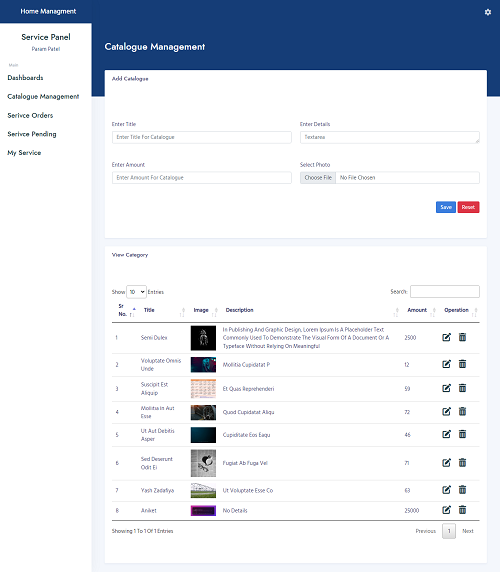 Home Managment
Service Panel
Param Patel
Main
Dashboards
Catalogue Management
Serivce Orders
Serivce Pending
My Service
Catalogue Management
Add Catalogue
Enter Title
Enter Details
Enter Title For Catalogue
Textarea
Enter Amount
Select Photo
Enter Amount For Catalogue
Choose File No File Chosen
Save Reset
View Category
Show 10 Entries
Search:
Sr No. Title Image Description Amount Operation
1 Semi Dulex In Publishing And Graphic Design, Lorem Ipsum Is A Placeholder Text 2500
Commonly Used To Demonstrate The Visual Form Of A Document Or A
Typeface Without Relying On Meaningful
2 Voluptate Omnis Unde Mollitia Cupidatat P 12
3 Suscipit Est Aliquip Et Quas Reprehenderi 59
4 Mollitia In Aut Esse Quod Cupidatat Aliqu 72
5 Ut Aut Debitis Asper Cupiditate Eos Eaqu 46
6 Sed Deserunt Odit Ei Fugiat Ab Fuga Vel 71
7 Yash Zadafiya Ut Voluptate Esse Co 63
8 Aniket No Details 25000
Showing 1 To 1 Of 1 Entries
Previous 1 Next